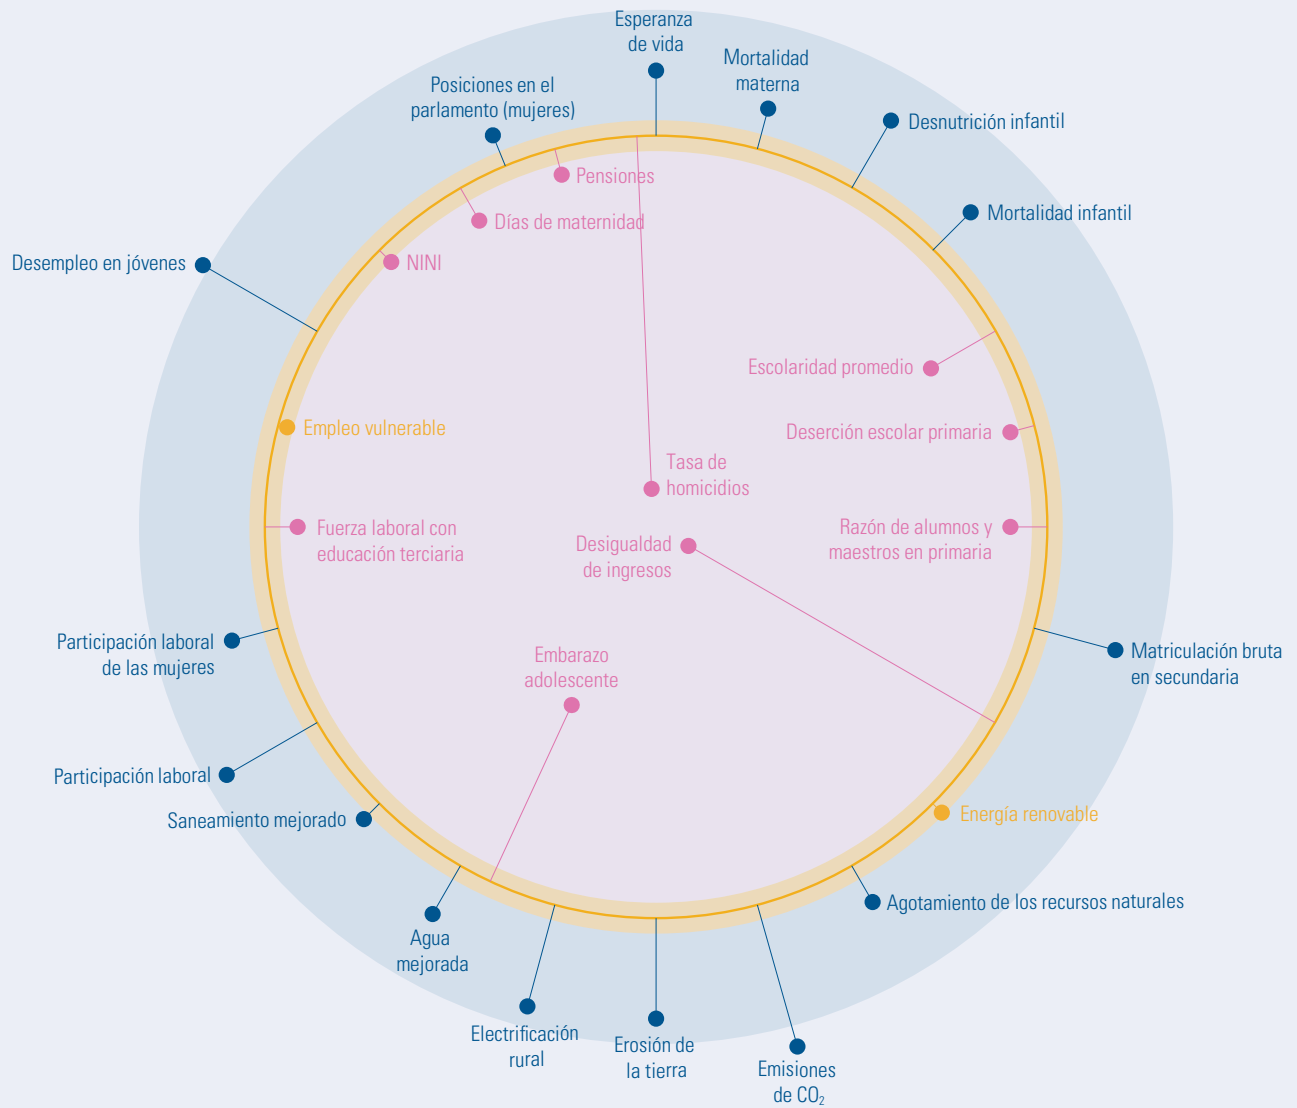 Esperanza
de vida
Mortalidad
materna
Posiciones en el
parlamento (mujeres)
Desnutrición infantil
Pensiones
Mortalidad infantil
Días de maternidad
Desempleo en jóvenes
NINI
Escolaridad promedio
Empleo vulnerable
Deserción escolar primaria
Tasa de
homicidios
Fuerza laboral con
educación terciaria
Razón de alumnos y
maestros en primaria
Desigualdad
de ingresos
Participación laboral
de las mujeres
Embarazo
adolescente
Matriculación bruta
en secundaria
Participación laboral
Saneamiento mejorado
Energía renovable
Agotamiento de los recursos naturales
Agua
mejorada
Electrificación
rural
Erosión de
la tierra
Emisiones
de CO₂